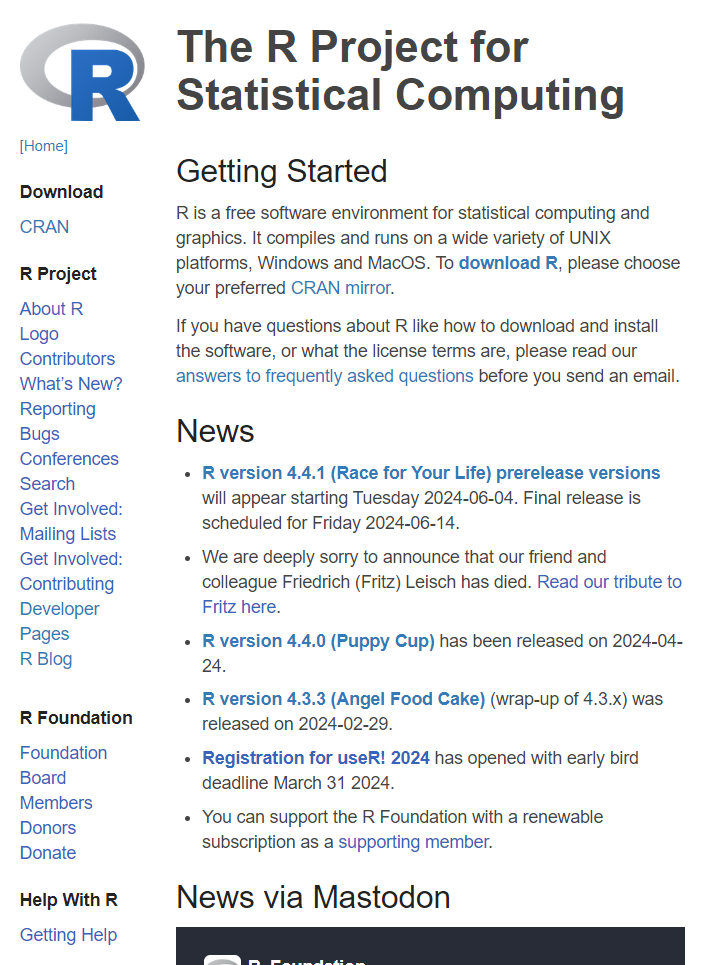 R
The R Project for
Statistical Computing
[Home]
Download
CRAN
R Project
About R
Logo
Contributors
What's New?
Reporting
Bugs
Conferences
Search
Get Involved:
Mailing Lists
Get Involved:
Contributing
Developer
Pages
R Blog
R Foundation
Foundation
Board
Members
Donors
Donate
Help With R
Getting Help
Getting Started
R is a free software environment for statistical computing and
graphics. It compiles and runs on a wide variety of UNIX
platforms, Windows and MacOS. To download R, please choose
your preferred CRAN mirror.
If you have questions about R like how to download and install
the software, or what the license terms are, please read our
answers to frequently asked questions before you send an email.
News
• R version 4.4.1 (Race for Your Life) prerelease versions
will appear starting Tuesday 2024-06-04. Final release is
scheduled for Friday 2024-06-14.
• We are deeply sorry to announce that our friend and
colleague Friedrich (Fritz) Leisch has died. Read our tribute to
Fritz here.
• R version 4.4.0 (Puppy Cup) has been released on 2024-04-
24.
• R version 4.3.3 (Angel Food Cake) (wrap-up of 4.3.x) was
released on 2024-02-29.
• Registration for useR! 2024 has opened with early bird
deadline March 31 2024.
• You can support the R Foundation with a renewable
subscription as a supporting member.
News via Mastodon
R_Foundation